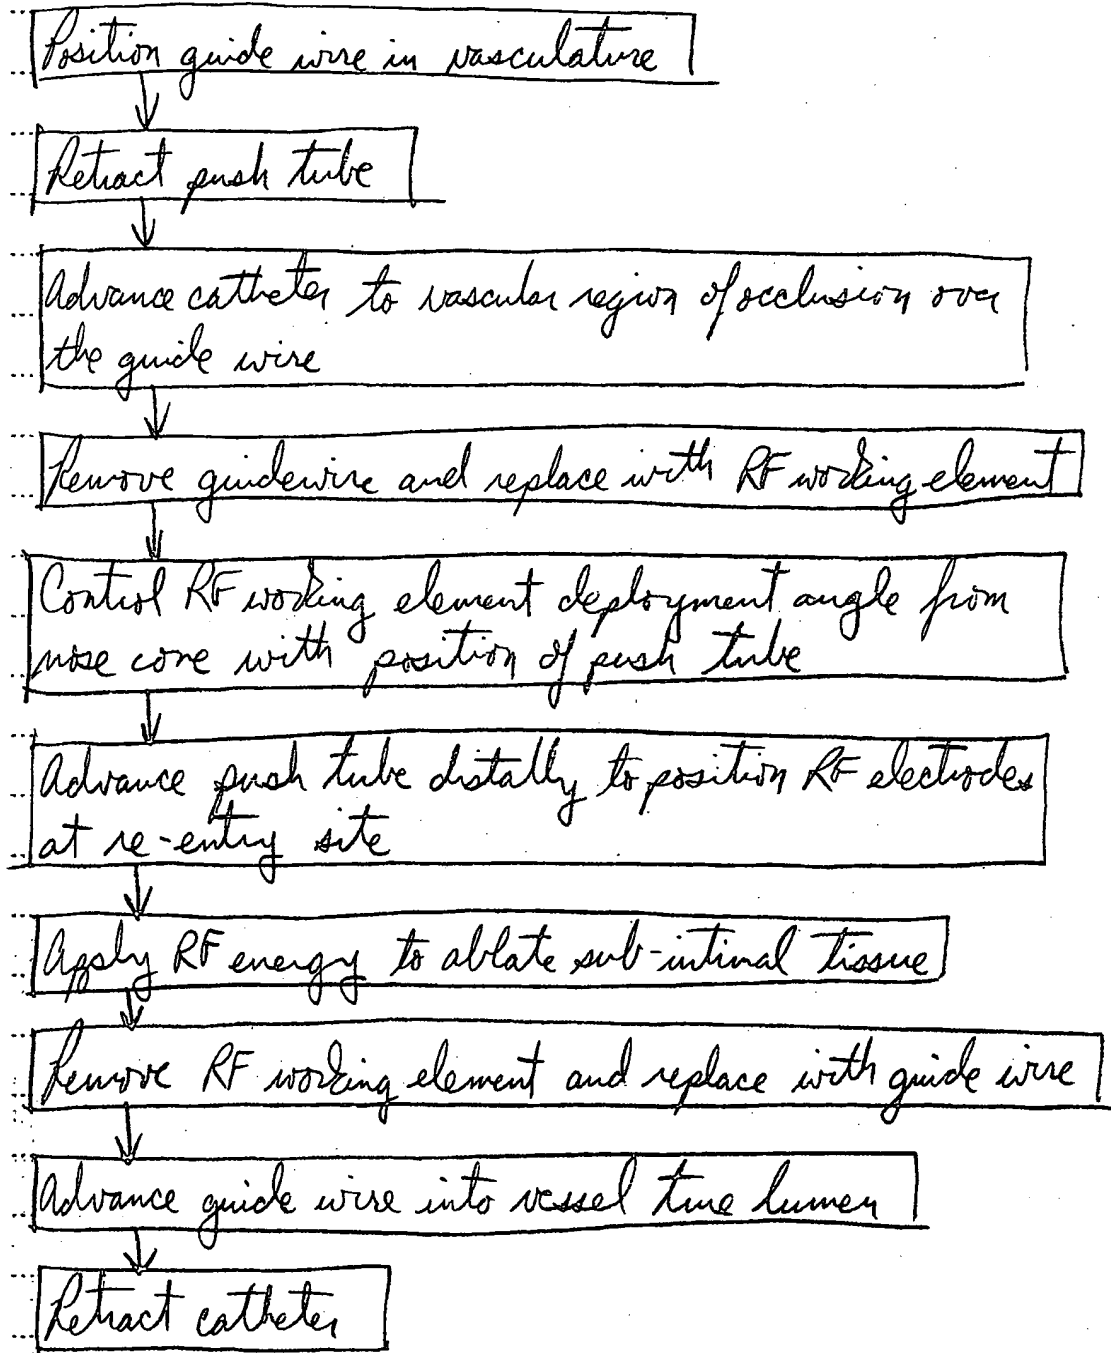 Position guide wire in vasculature
Retract push tube
Advance catheter to vascular region of occlusion over
the guide wire
Remove guidewire and replace with RF working element
Control RF working element deployment angle from
nose cone with position of push tube
Advance push tube distally to position RF electrodes
at re-entry site
Apply RF energy to ablate sub-intimal tissue
Remove RF working element and replace with guide wire
Advance guide wire into vessel true lumen
Retract catheter